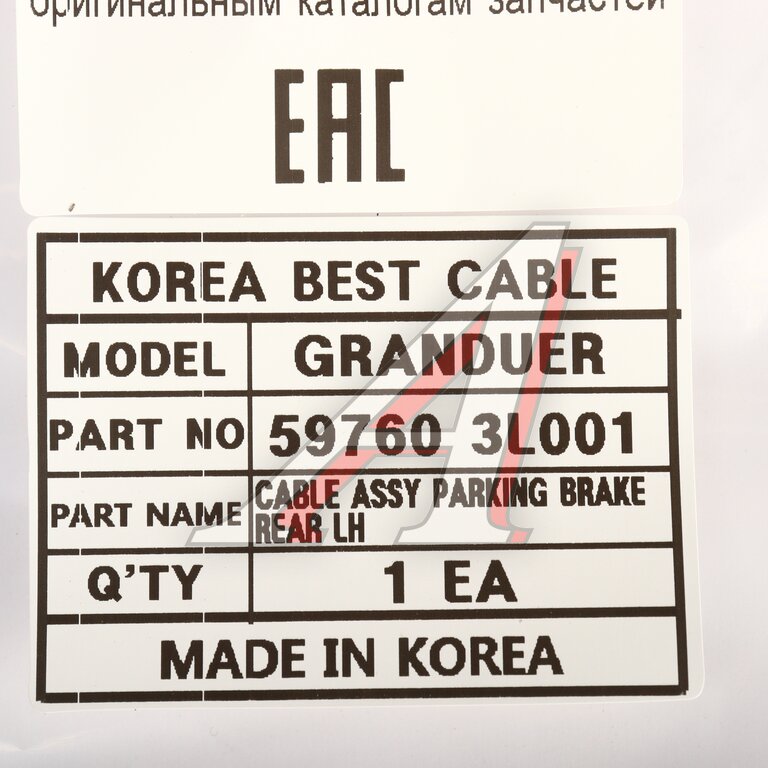 оригинальным каталогам запчастей
EAC
KOREA BEST CABLE
MODEL GRANDUER
PART NO 59760 3L001
PART NAME CABLE ASSY PARKING BRAKE
REAR LH
Q'TY 1 EA
MADE IN KOREA